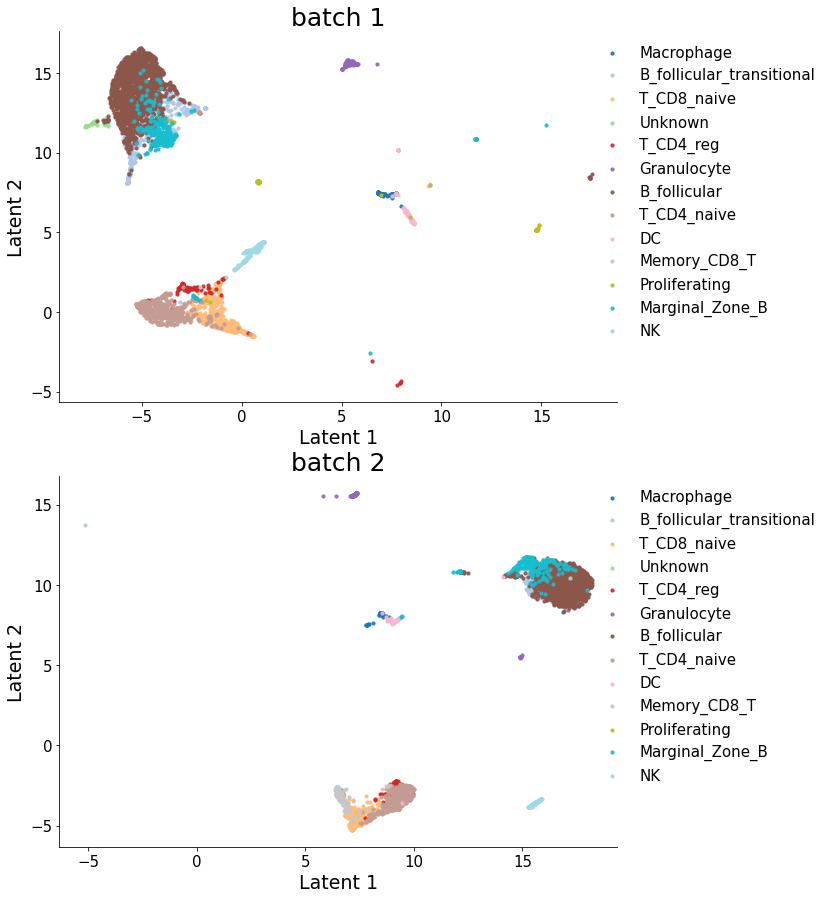 batch 1
15
10
5
0
−5
Latent 2
−5
0
5
10
15
Latent 1
Macrophage
B_follicular_transitional
T_CD8_naive
Unknown
T_CD4_reg
Granulocyte
B_follicular
T_CD4_naive
DC
Memory_CD8_T
Proliferating
Marginal_Zone_B
NK
batch 2
15
10
5
0
−5
Latent 2
−5
0
5
10
15
Latent 1
Macrophage
B_follicular_transitional
T_CD8_naive
Unknown
T_CD4_reg
Granulocyte
B_follicular
T_CD4_naive
DC
Memory_CD8_T
Proliferating
Marginal_Zone_B
NK